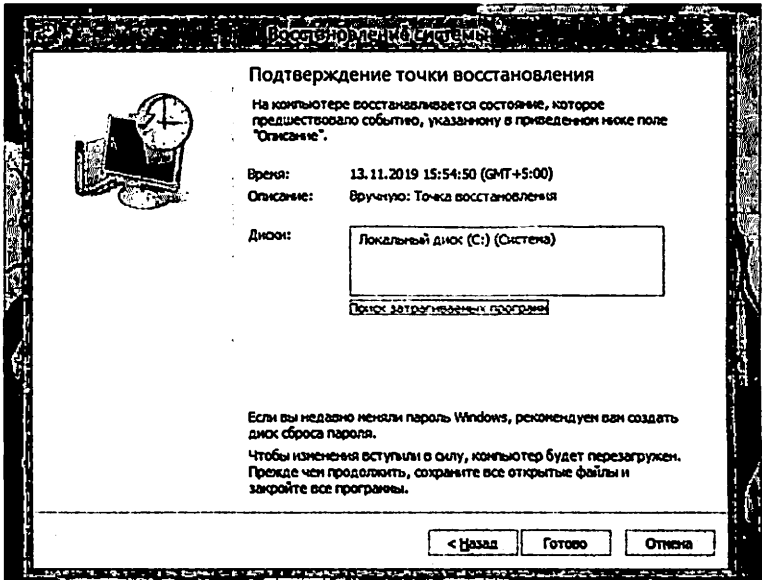 Восстановление системы
Подтверждение точки восстановления
На компьютере восстанавливается состояние, которое
предшествовало событию, указанному в приведенном ниже поле
"Описание".
Время: 13.11.2019 15:54:50 (GMT+5:00)
Описание: Вручную: Точка восстановления
Диски: Локальный диск (C:) (Система)
Поиск затрагиваемых программ
Если вы недавно меняли пароль Windows, рекомендуем вам создать
диск сброса пароля.
Чтобы изменения вступили в силу, компьютер будет перезагружен.
Прежде чем продолжить, сохраните все открытые файлы и
закройте все программы.
< Назад Готово Отмена